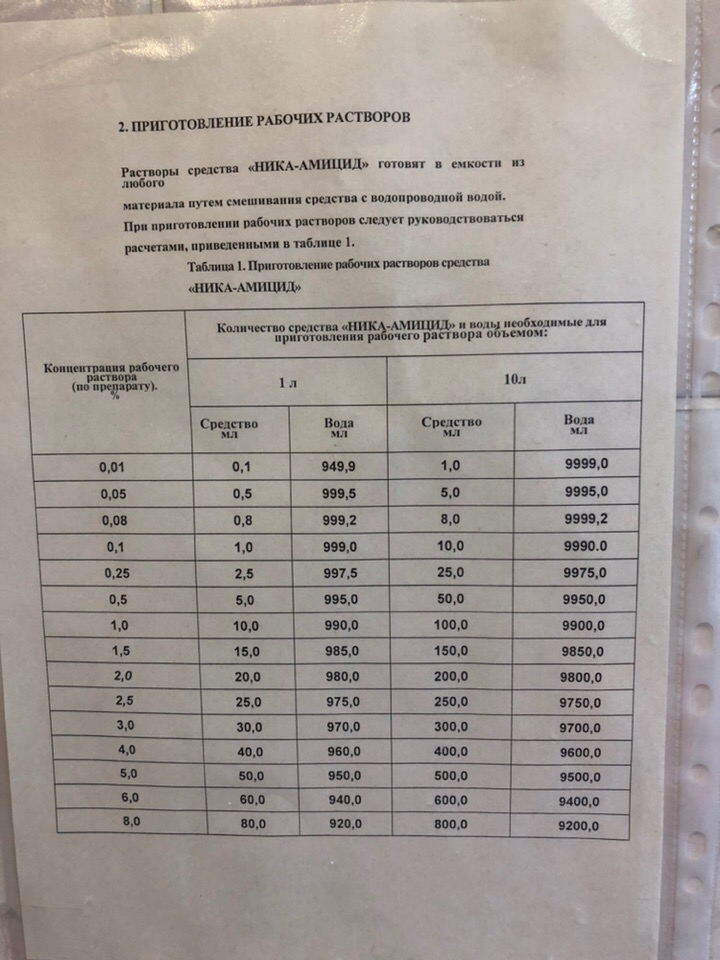 2. ПРИГОТОВЛЕНИЕ РАБОЧИХ РАСТВОРОВ
Растворы средства «НИКА-АМИЦИД» готовят в емкости из
любого
материала путем смешивания средства с водопроводной водой.
При приготовлении рабочих растворов следует руководствоваться
расчетами, приведенными в таблице 1.
Таблица 1. Приготовление рабочих растворов средства
«НИКА-АМИЦИД»
Концентрация рабочего
раствора
(по препарату).
%
Количество средства «НИКА-АМИЦИД» и воды необходимые для
приготовления рабочего раствора объемом:
1 л 10л
Средство
мл
Вода
мл
Средство
мл
Вода
мл
0,01 0,1 949,9 1,0 9999,0
0,05 0,5 999,5 5,0 9995,0
0,08 0,8 999,2 8,0 9999,2
0,1 1,0 999,0 10,0 9990.0
0,25 2,5 997,5 25,0 9975,0
0,5 5,0 995,0 50,0 9950,0
1,0 10,0 990,0 100,0 9900,0
1,5 15,0 985,0 150,0 9850,0
2,0 20,0 980,0 200,0 9800,0
2,5 25,0 975,0 250,0 9750,0
3,0 30,0 970,0 300,0 9700,0
4,0 40,0 960,0 400,0 9600,0
5,0 50,0 950,0 500,0 9500,0
6,0 60,0 940,0 600,0 9400,0
8,0 80,0 920,0 800,0 9200,0